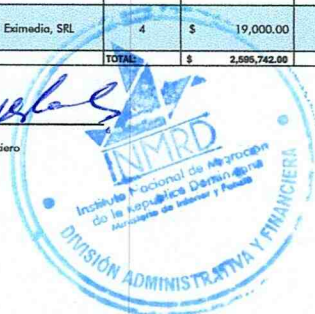 Eximedia, SRL 4 $ 19,000.00
TOTAL: $ 2,595,742.00
iero
INMRD
Instituto Nacional de Migración
de la República Dominicana
Ministerio de Interior y Policía
DIVISIÓN ADMINISTRATIVA Y FINANCIERA